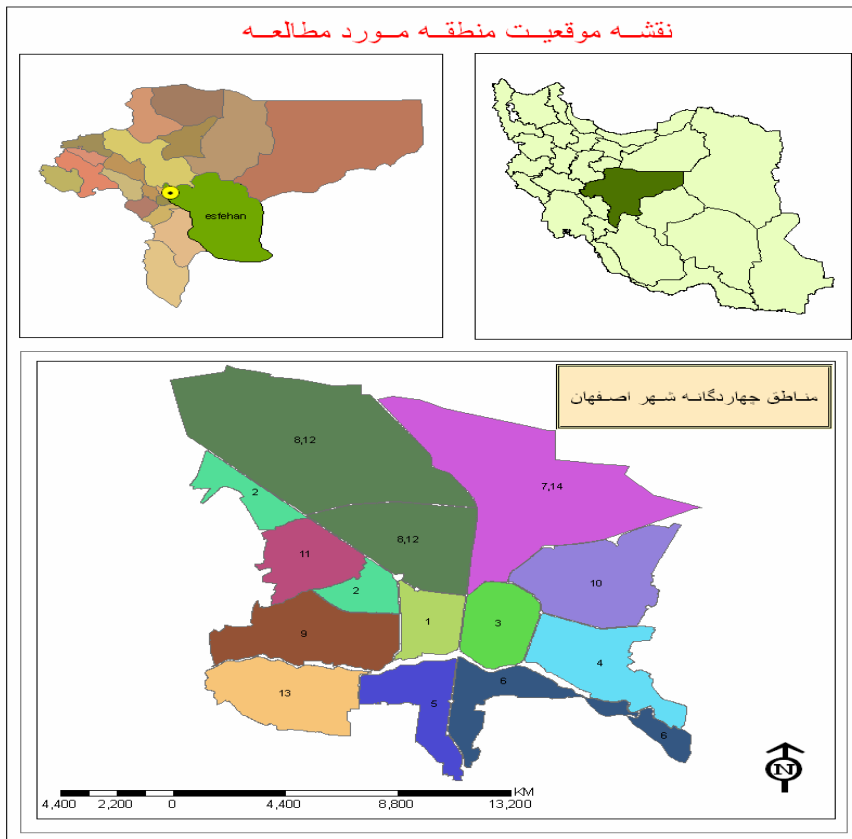 نقشه موقعیت منطقه مورد مطالعه
esfehan
مناطق چهاردگانه شهر اصفهان
8,12
7,14
2
8,12
11
10
2
1
3
9
4
6
13
5
6
N
KM
4,400 2,200 0 4,400 8,800 13,200